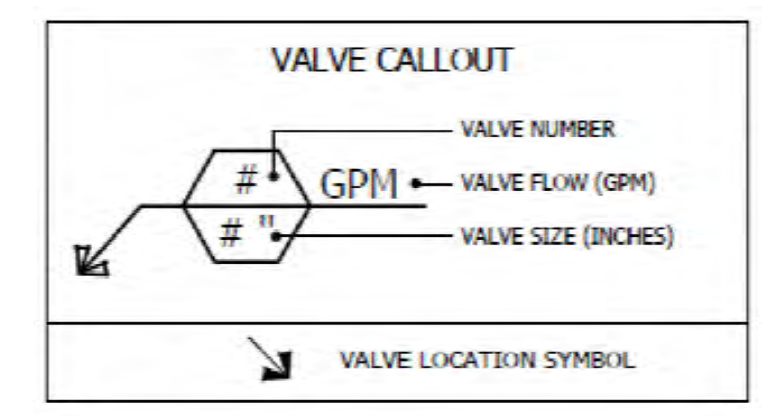 VALVE CALLOUT
VALVE NUMBER
# GPM VALVE FLOW (GPM)
# " VALVE SIZE (INCHES)
VALVE LOCATION SYMBOL